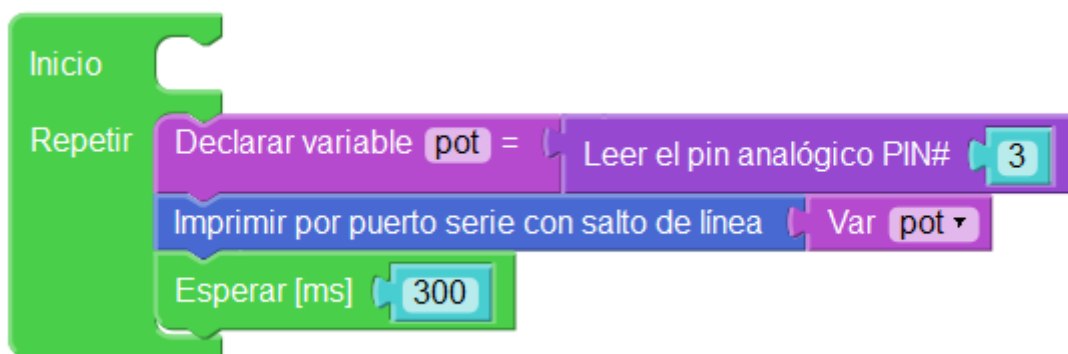 Inicio
Repetir Declarar variable pot = Leer el pin analógico PIN# 3
Imprimir por puerto serie con salto de línea Var pot
Esperar [ms] 300